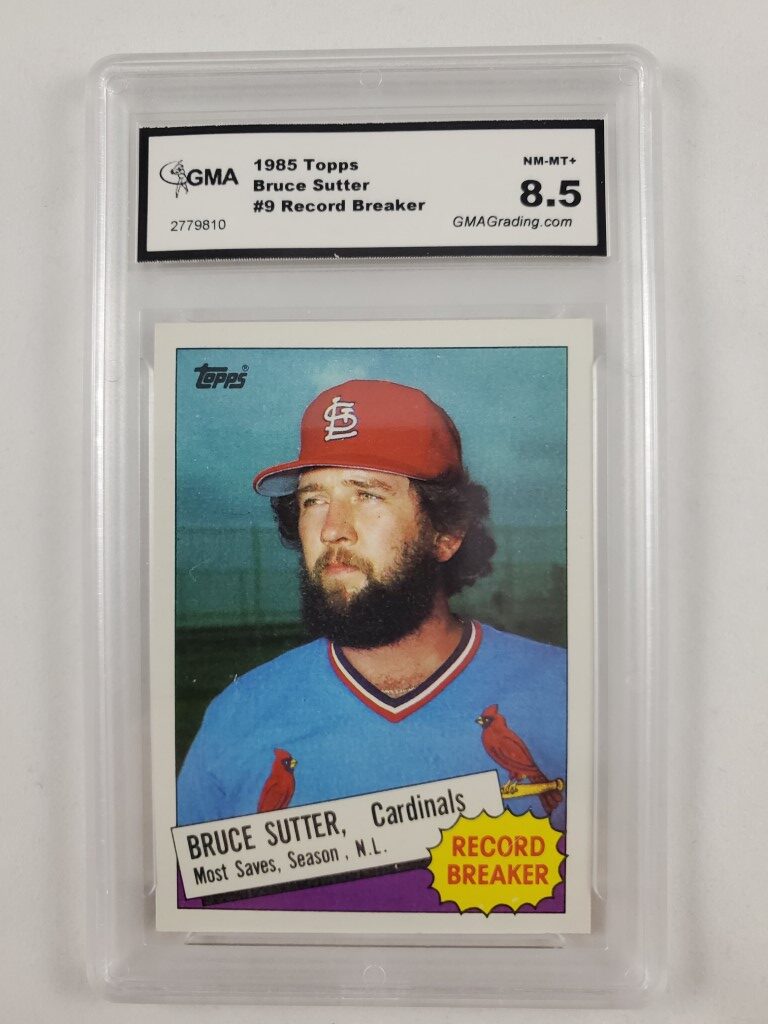 GMA
1985 Topps
Bruce Sutter
#9 Record Breaker
2779810
NM-MT+
8.5
GMAGrading.com
topps®
STL
BRUCE SUTTER, Cardinals
Most Saves, Season, N.L.
RECORD
BREAKER